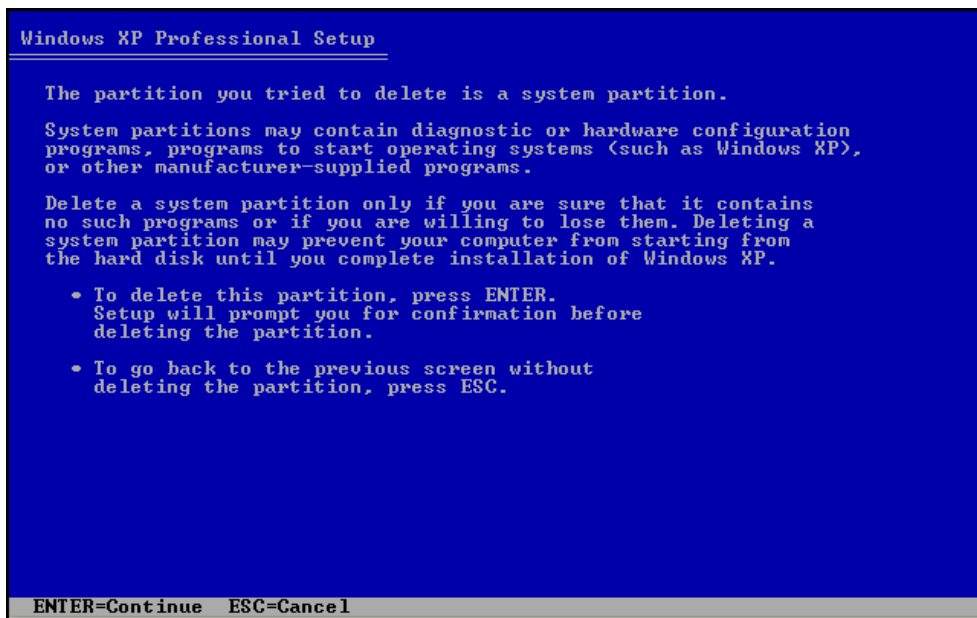 Windows XP Professional Setup
The partition you tried to delete is a system partition.
System partitions may contain diagnostic or hardware configuration
programs, programs to start operating systems (such as Windows XP),
or other manufacturer-supplied programs.
Delete a system partition only if you are sure that it contains
no such programs or if you are willing to lose them. Deleting a
system partition may prevent your computer from starting from
the hard disk until you complete installation of Windows XP.
• To delete this partition, press ENTER.
Setup will prompt you for confirmation before
deleting the partition.
• To go back to the previous screen without
deleting the partition, press ESC.
ENTER=Continue ESC=Cancel